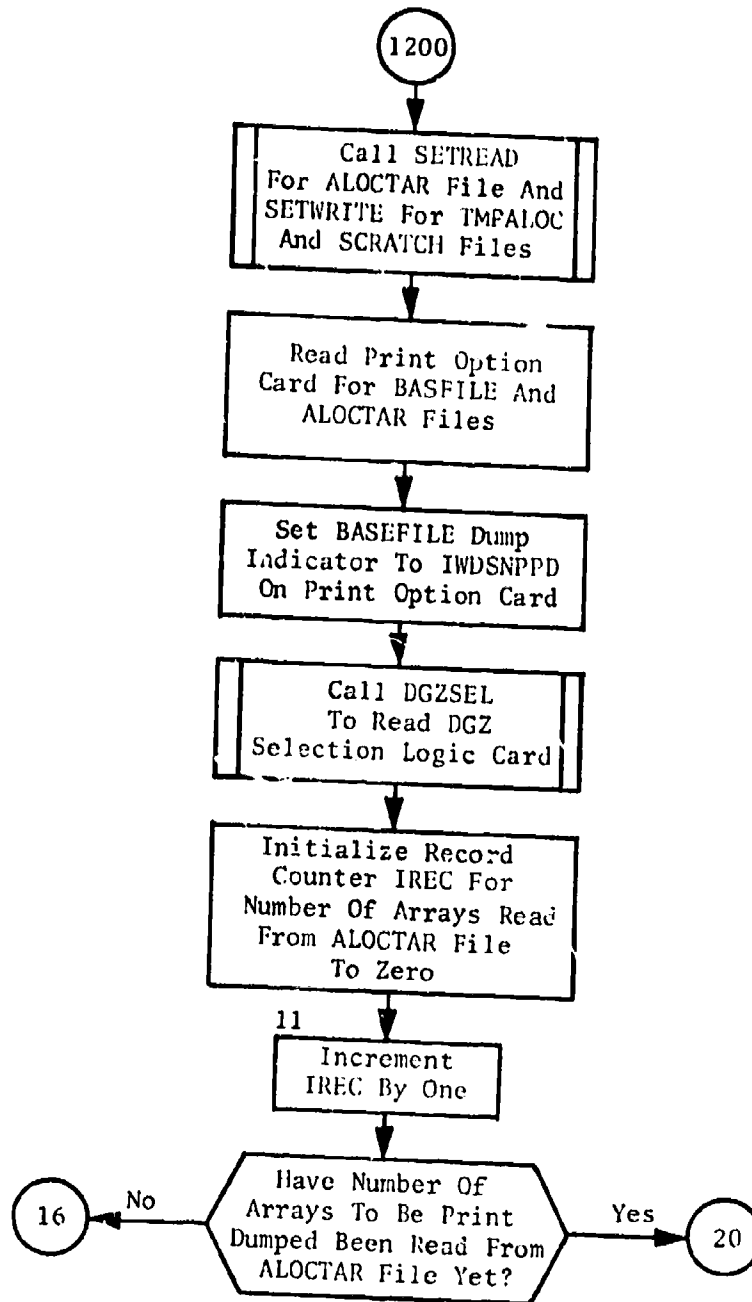 1200
Call SETREAD
For ALOCTAR File And
SETWRITE For TMPALOC
And SCRATCH Files
Read Print Option
Card For BASFILE And
ALOCTAR Files
Set BASEFILE Dump
Indicator To IWDSNPPD
On Print Option Card
Call DGZSEL
To Read DGZ
Selection Logic Card
Initialize Record
Counter IREC For
Number Of Arrays Read
From ALOCTAR File
To Zero
11
Increment
IREC By One
Have Number Of
Arrays To Be Print
Dumped Been Read From
ALOCTAR File Yet?
No
Yes
16
20